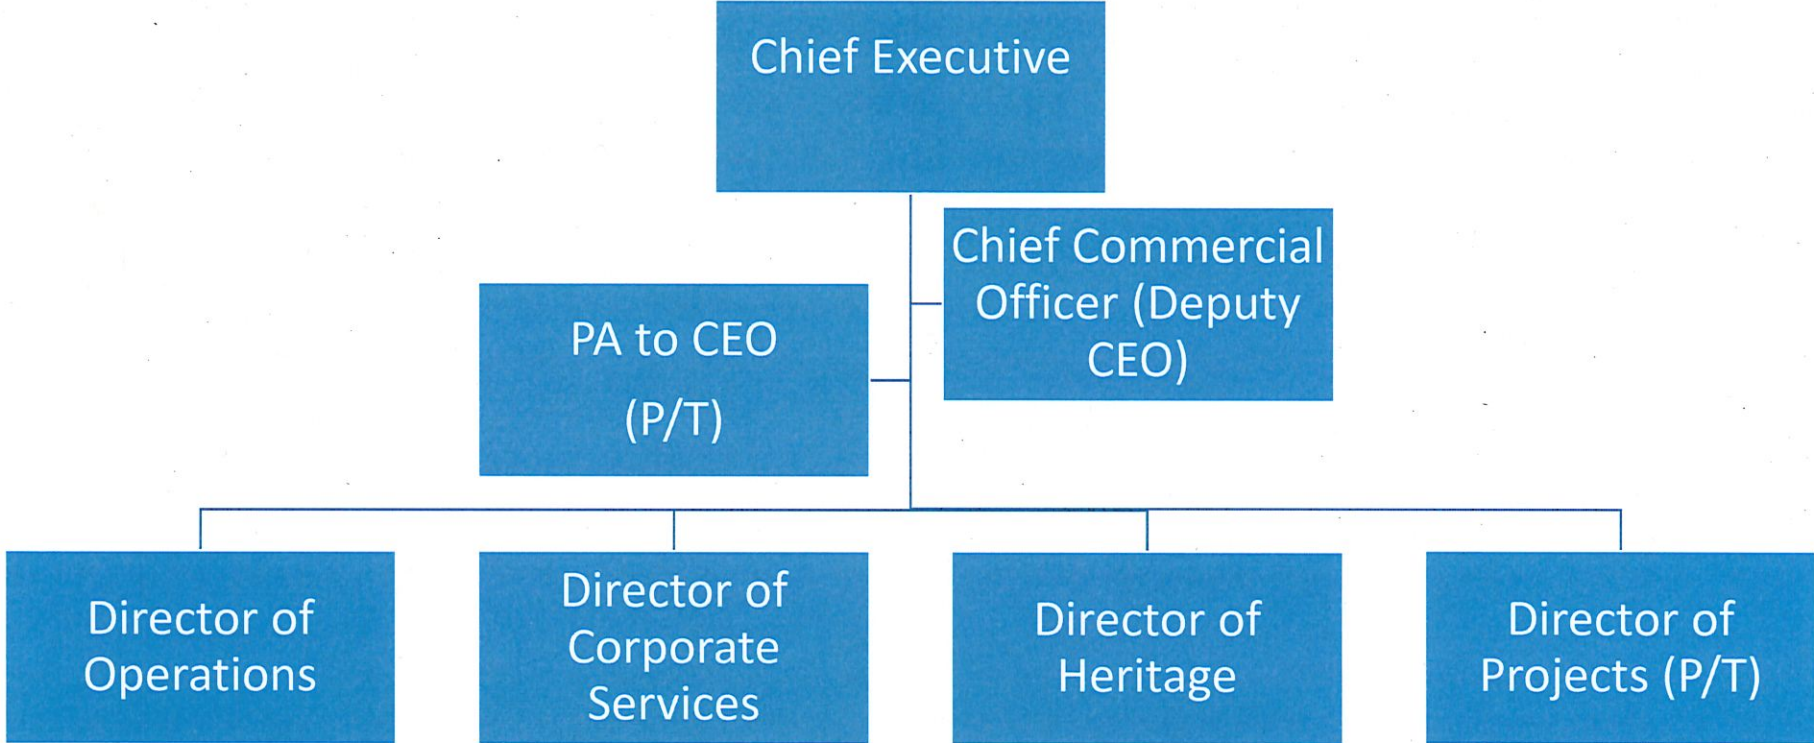 Chief Executive
Chief Commercial
Officer (Deputy
CEO)
PA to CEO
(P/T)
Director of
Operations
Director of
Corporate
Services
Director of
Heritage
Director of
Projects (P/T)